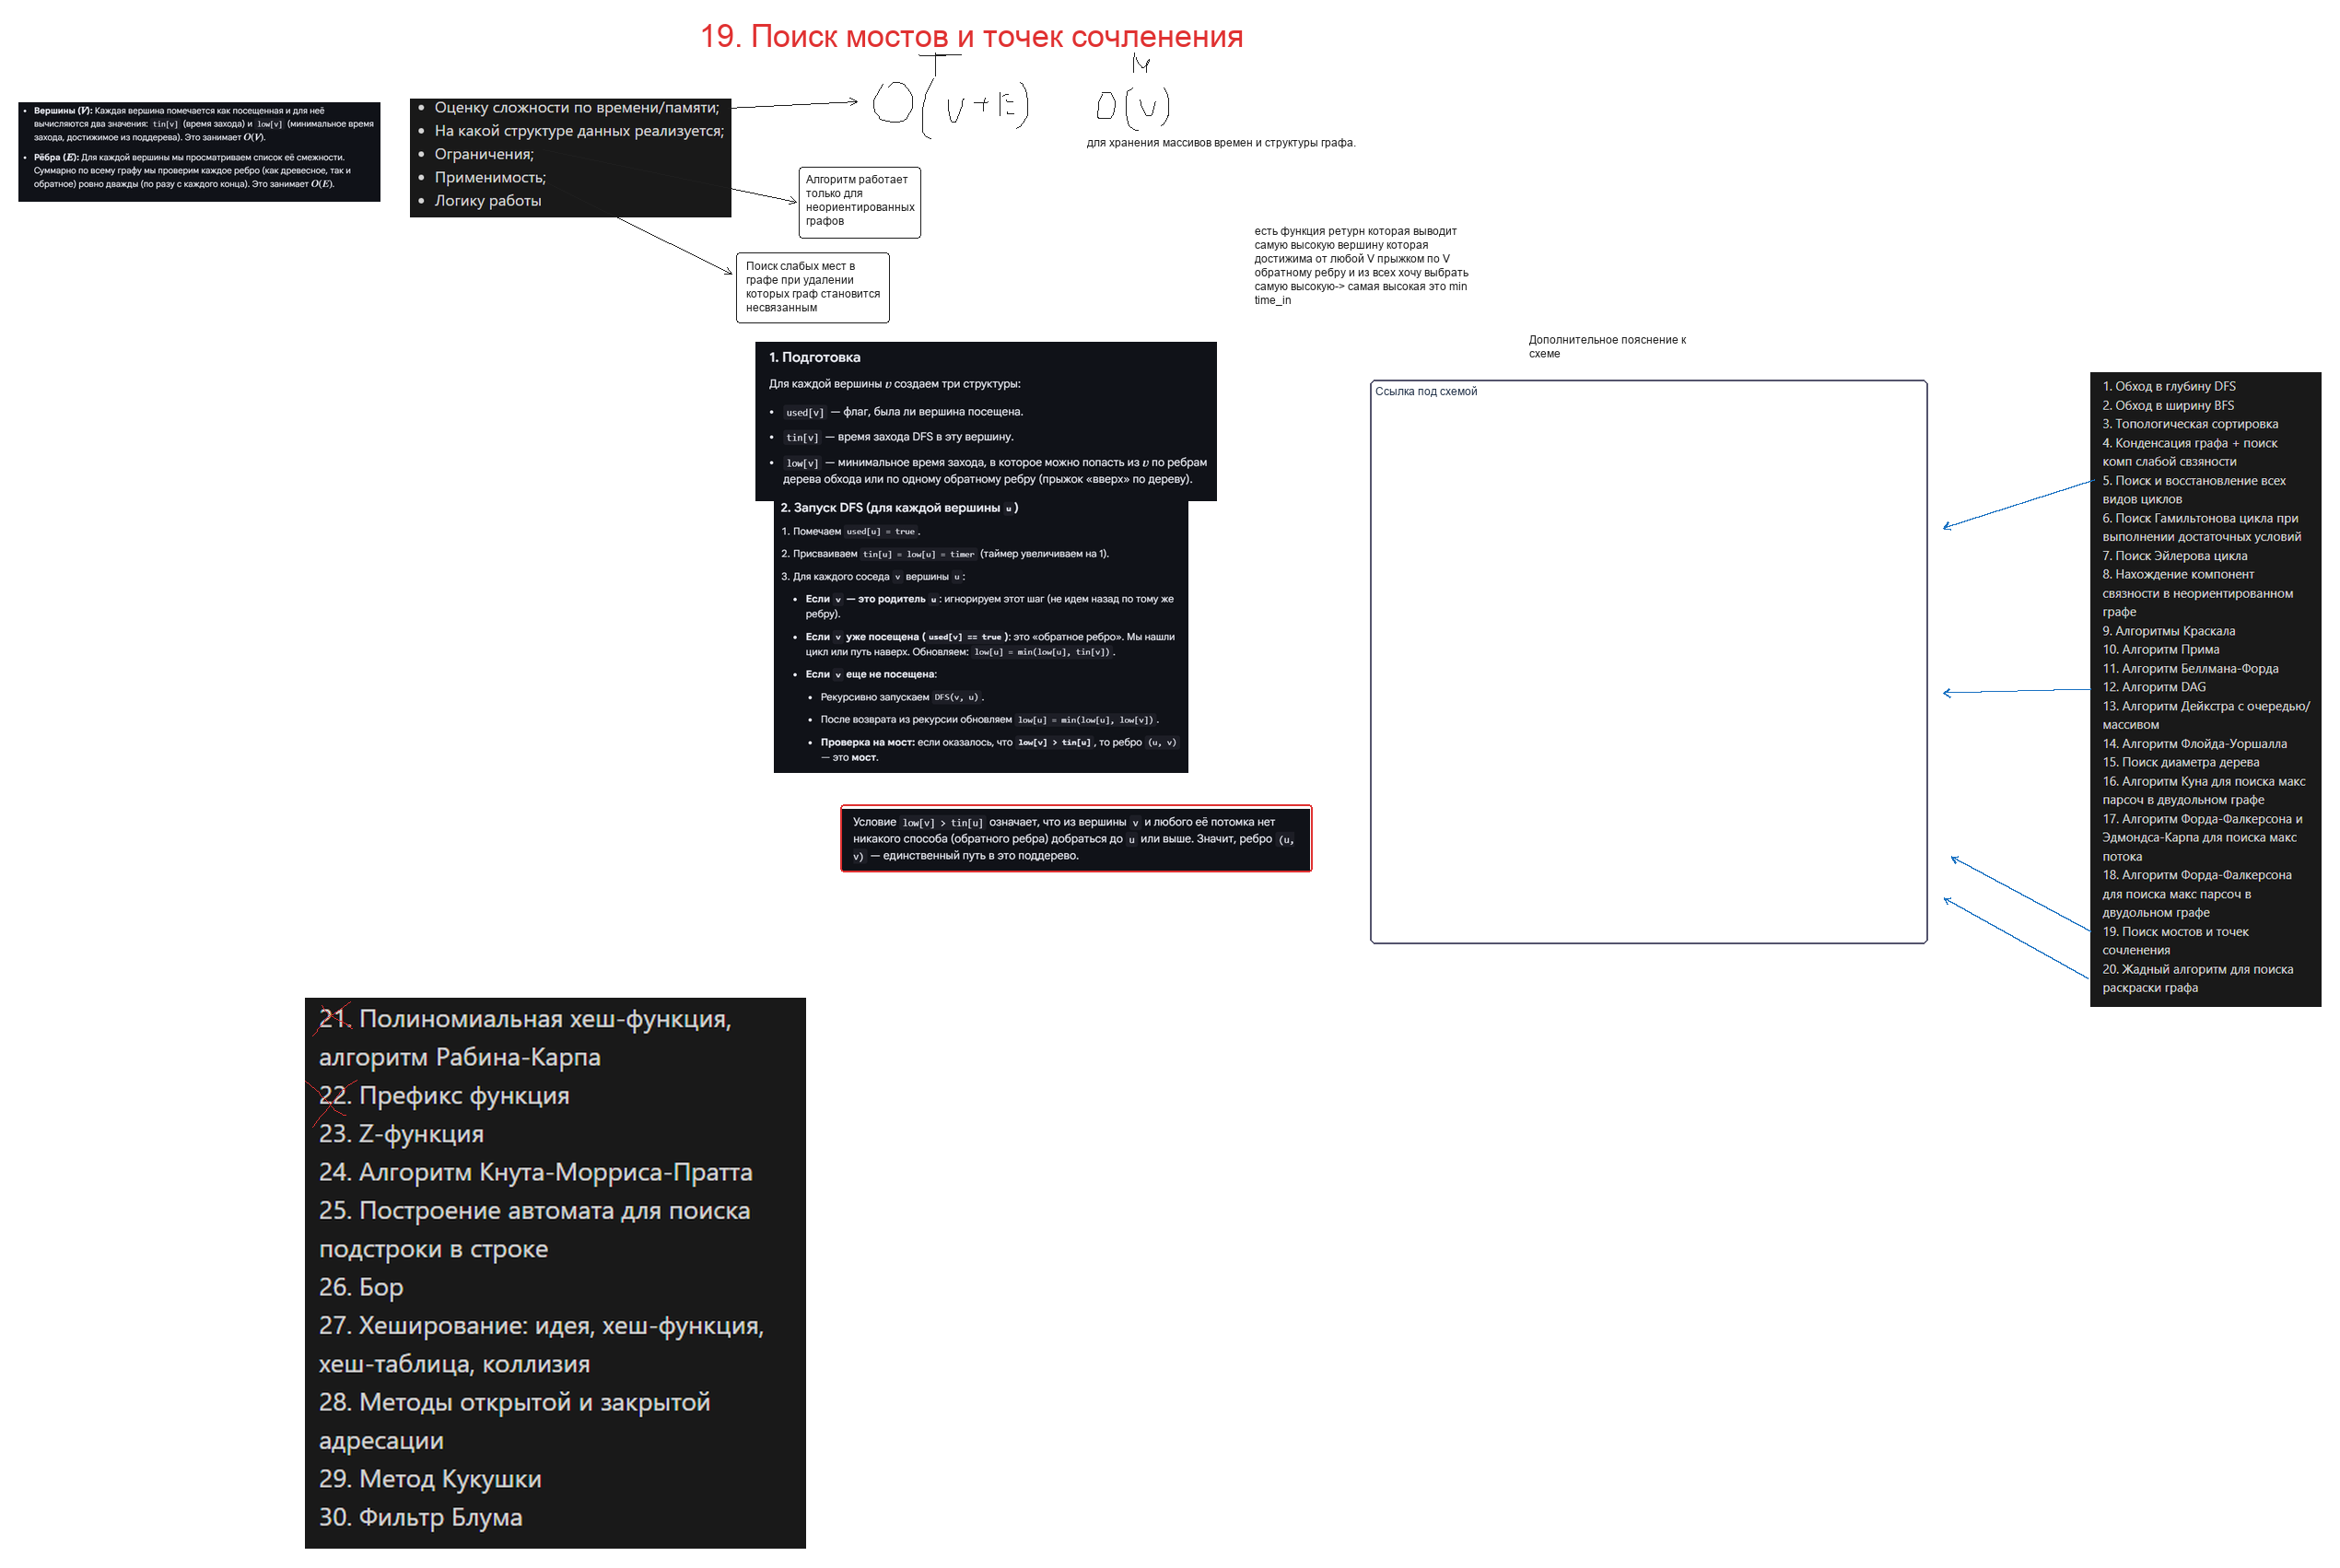 19. Поиск мостов и точек сочленения
T
M
O(V+E)
O(V)
для хранения массивов времен и структуры графа.
• Вершины (V): Каждая вершина помечается как посещенная и для неё
вычисляются два значения: tin[v] (время захода) и low[v] (минимальное время
захода, достижимое из поддерева). Это занимает O(V).
• Рёбра (E): Для каждой вершины мы просматриваем список её смежности.
Суммарно по всему графу мы проверим каждое ребро (как древесное, так и
обратное) ровно дважды (по разу с каждого конца). Это занимает O(E).
• Оценку сложности по времени/памяти;
• На какой структуре данных реализуется;
• Ограничения;
• Применимость;
• Логику работы
Алгоритм работает
только для
неориентированных
графов
Поиск слабых мест в
графе при удалении
которых граф становится
несвязанным
есть функция ретурн которая выводит
самую высокую вершину которая
достижима от любой V прыжком по V
обратному ребру и из всех хочу выбрать
самую высокую-> самая высокая это min
time_in
1. Подготовка
Для каждой вершины v создаем три структуры:
• used[v] — флаг, была ли вершина посещена.
• tin[v] — время захода DFS в эту вершину.
• low[v] — минимальное время захода, в которое можно попасть из v по ребрам
дерева обхода или по одному обратному ребру (прыжок «вверх» по дереву).
2. Запуск DFS (для каждой вершины u)
1. Помечаем used[u] = true.
2. Присваиваем tin[u] = low[u] = timer (таймер увеличиваем на 1).
3. Для каждого соседа v вершины u:
• Если v — это родитель u: игнорируем этот шаг (не идем назад по тому же
ребру).
• Если v уже посещена (used[v] == true): это «обратное ребро». Мы нашли
цикл или путь наверх. Обновляем: low[u] = min(low[u], tin[v]).
• Если v еще не посещена:
• Рекурсивно запускаем DFS(v, u).
• После возврата из рекурсии обновляем low[u] = min(low[u], low[v]).
• Проверка на мост: если оказалось, что low[v] > tin[u], то ребро (u, v)
— это мост.
Условие low[v] > tin[u] означает, что из вершины v и любого её потомка нет
никакого способа (обратного ребра) добраться до u или выше. Значит, ребро (u,
v) — единственный путь в это поддерево.
Дополнительное пояснение к
схеме
Ссылка под схемой
1. Обход в глубину DFS
2. Обход в ширину BFS
3. Топологическая сортировка
4. Конденсация графа + поиск
комп слабой свзяности
5. Поиск и восстановление всех
видов циклов
6. Поиск Гамильтонова цикла при
выполнении достаточных условий
7. Поиск Эйлерова цикла
8. Нахождение компонент
связности в неориентированном
графе
9. Алгоритмы Краскала
10. Алгоритм Прима
11. Алгоритм Беллмана-Форда
12. Алгоритм DAG
13. Алгоритм Дейкстра с очередью/
массивом
14. Алгоритм Флойда-Уоршалла
15. Поиск диаметра дерева
16. Алгоритм Куна для поиска макс
парсоч в двудольном графе
17. Алгоритм Форда-Фалкерсона и
Эдмондса-Карпа для поиска макс
потока
18. Алгоритм Форда-Фалкерсона
для поиска макс парсоч в
двудольном графе
19. Поиск мостов и точек
сочленения
20. Жадный алгоритм для поиска
раскраски графа
21. Полиномиальная хеш-функция,
алгоритм Рабина-Карпа
22. Префикс функция
23. Z-функция
24. Алгоритм Кнута-Морриса-Пратта
25. Построение автомата для поиска
подстроки в строке
26. Бор
27. Хеширование: идея, хеш-функция,
хеш-таблица, коллизия
28. Методы открытой и закрытой
адресации
29. Метод Кукушки
30. Фильтр Блума